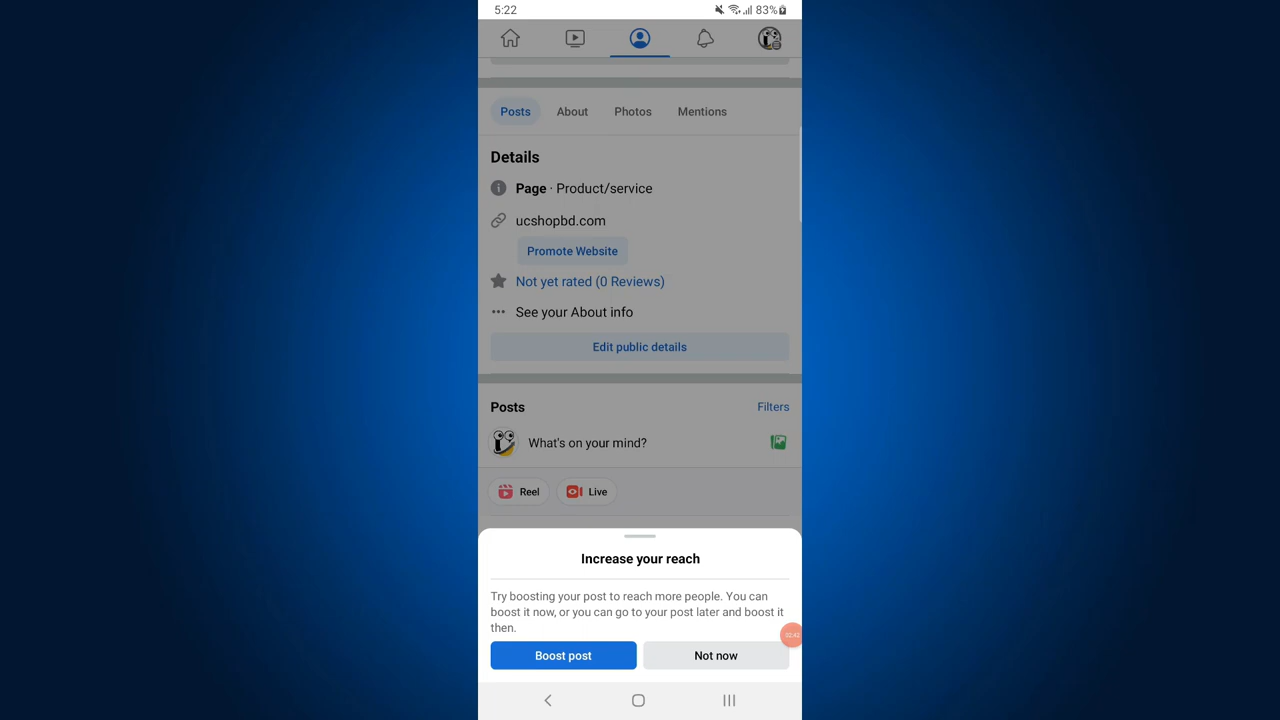 5:22
83%
Posts About Photos Mentions
Details
Page · Product/service
ucshopbd.com
Promote Website
Not yet rated (0 Reviews)
See your About info
Edit public details
Posts Filters
What's on your mind?
Reel Live
Increase your reach
Try boosting your post to reach more people. You can
boost it now, or you can go to your post later and boost it
then.
02:42
Boost post Not now